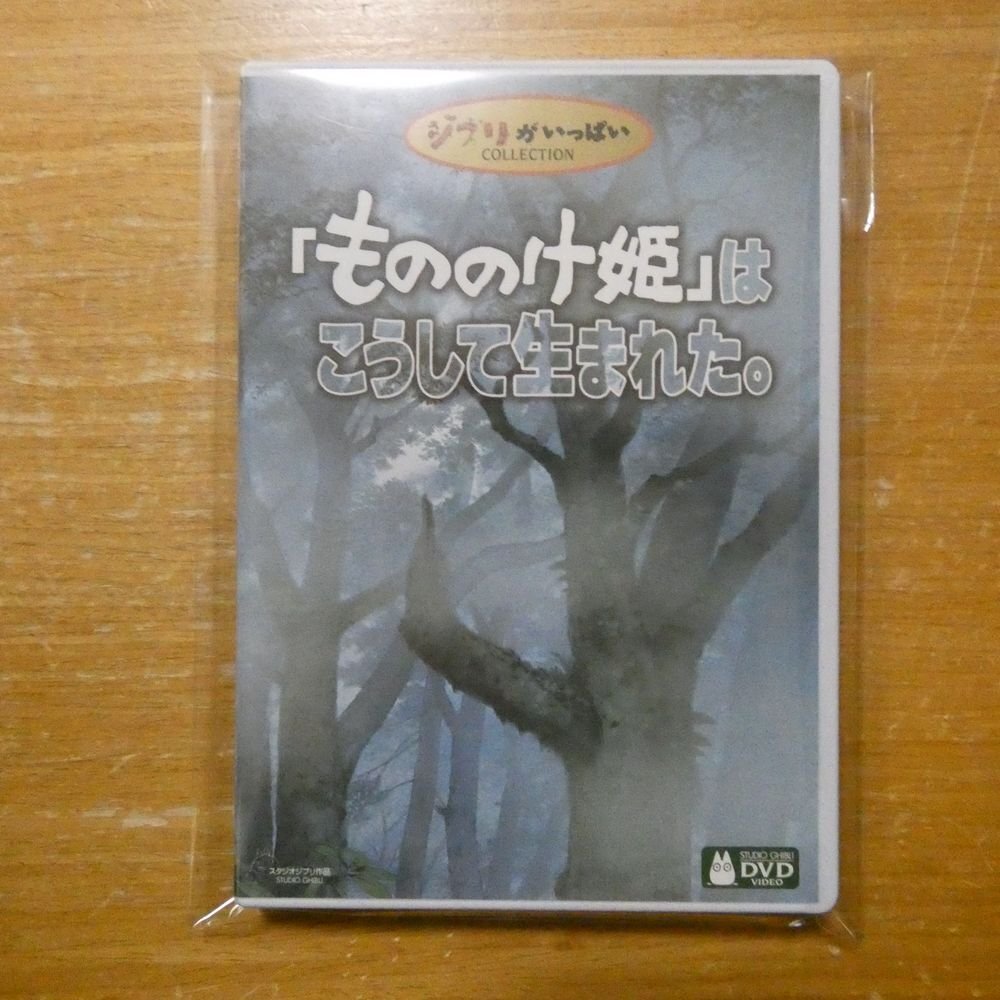 ジブリがいっぱい
COLLECTION
「もののけ姫」は
こうして生まれた。
スタジオジブリ作品
STUDIO GHIBLI
STUDIO GHIBLI
DVD
VIDEO